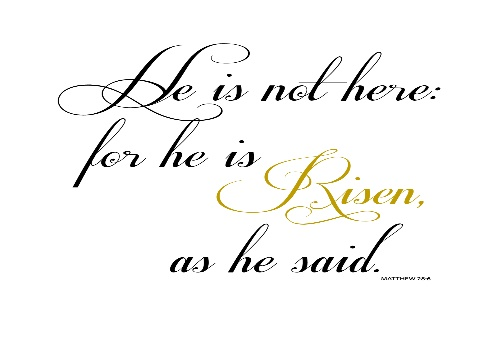 He is not here:
for he is
Risen,
as he said.
MATTHEW 28:6